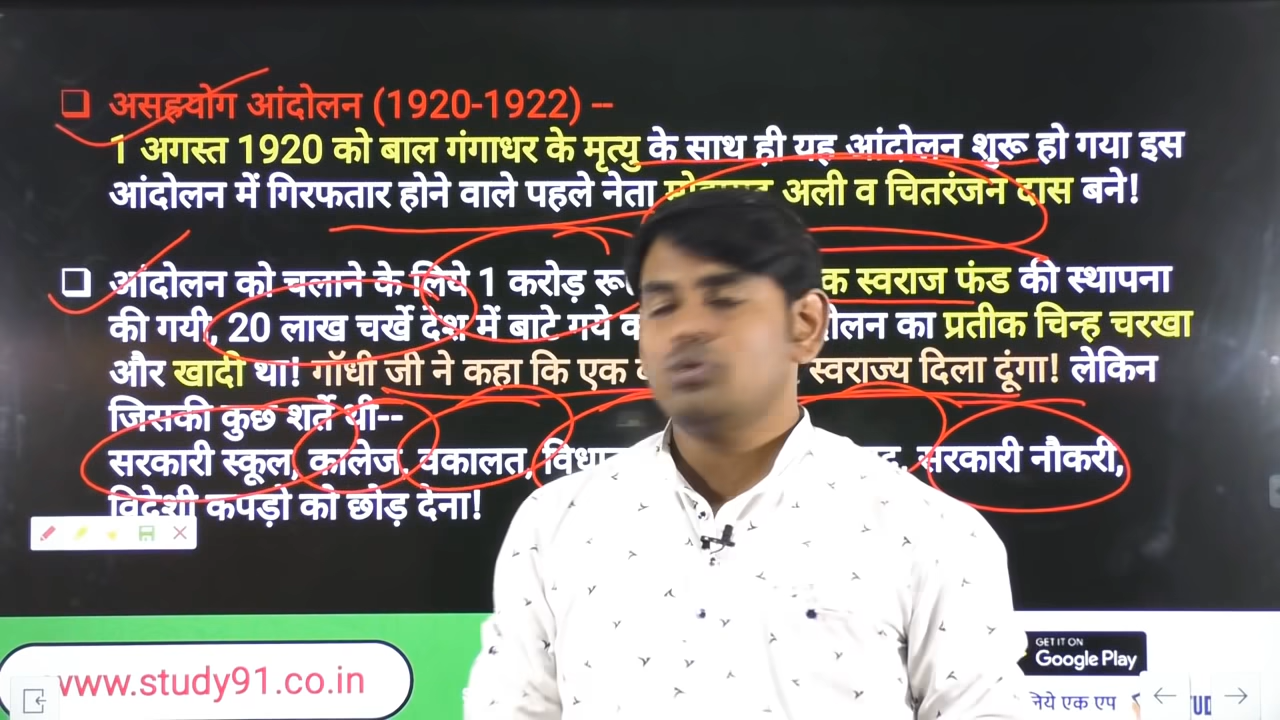 ❑ असहयोग आंदोलन (1920-1922) --
1 अगस्त 1920 को बाल गंगाधर के मृत्यु के साथ ही यह आंदोलन शुरू हो गया इस
आंदोलन में गिरफतार होने वाले पहले नेता अली व चितरंजन दास बने!
❑ आंदोलन को चलाने के लिये 1 करोड़ क स्वराज फंड की स्थापना
की गयी, 20 लाख चर्खे देश में बाटे गये का प्रतीक चिन्ह चरखा
और खादी था! गॉधी जी ने कहा कि एक स्वराज्य दिला दूंगा! लेकिन
जिसकी कुछ शर्ते थी--
सरकारी स्कूल, कालेज, वकालत, सरकारी नौकरी,
विदेशी कपड़ो को छोड़ देना!
www.study91.co.in
GET IT ON
Google Play
एक एप